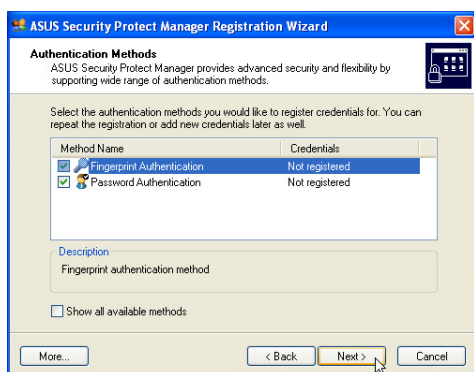 ASUS Security Protect Manager Registration Wizard
Authentication Methods
ASUS Security Protect Manager provides advanced security and flexibility by
supporting wide range of authentication methods.
Select the authentication methods you would like to register credentials for. You can
repeat the registration or add new credentials later as well.
Method Name Credentials
Fingerprint Authentication Not registered
Password Authentication Not registered
Description
Fingerprint authentication method
Show all available methods
More... < Back Next > Cancel